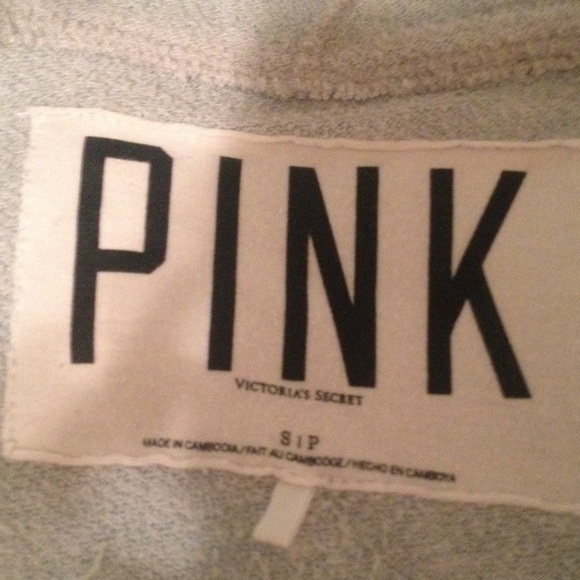 PINK
VICTORIA'S SECRET
S|P
MADE IN CAMBODIA/FAIT AU CAMBODGE/HECHO EN CAMBOYA